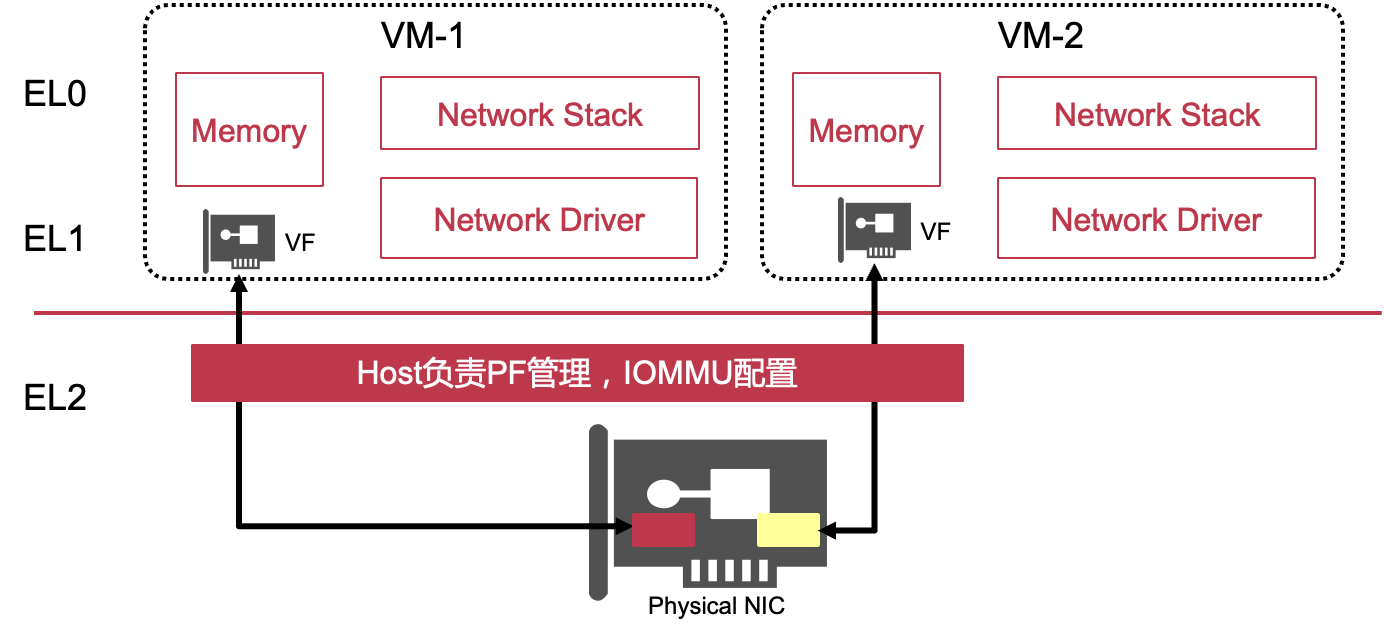 VM-1
VM-2
EL0
Memory
Network Stack
Memory
Network Stack
EL1
VF
Network Driver
VF
Network Driver
EL2
Host负责PF管理，IOMMU配置
Physical NIC